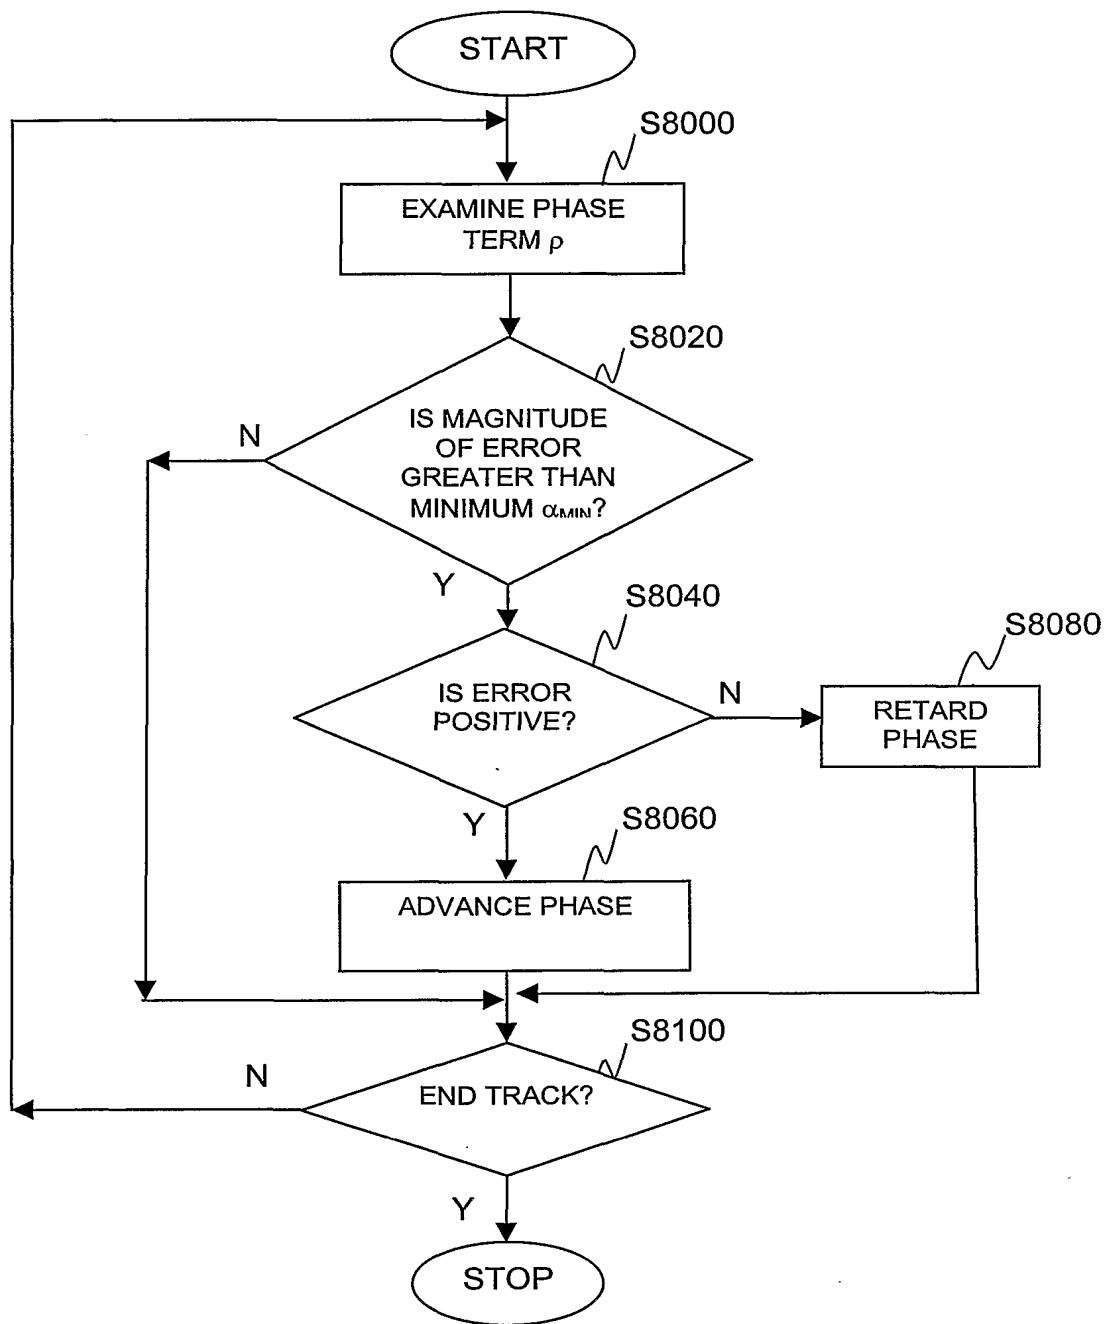 START
S8000
EXAMINE PHASE
TERM ρ
S8020
IS MAGNITUDE
OF ERROR
GREATER THAN
MINIMUM αMIN?
N
Y
S8040
S8080
IS ERROR
POSITIVE?
N
RETARD
PHASE
Y
S8060
ADVANCE PHASE
S8100
N
END TRACK?
Y
STOP